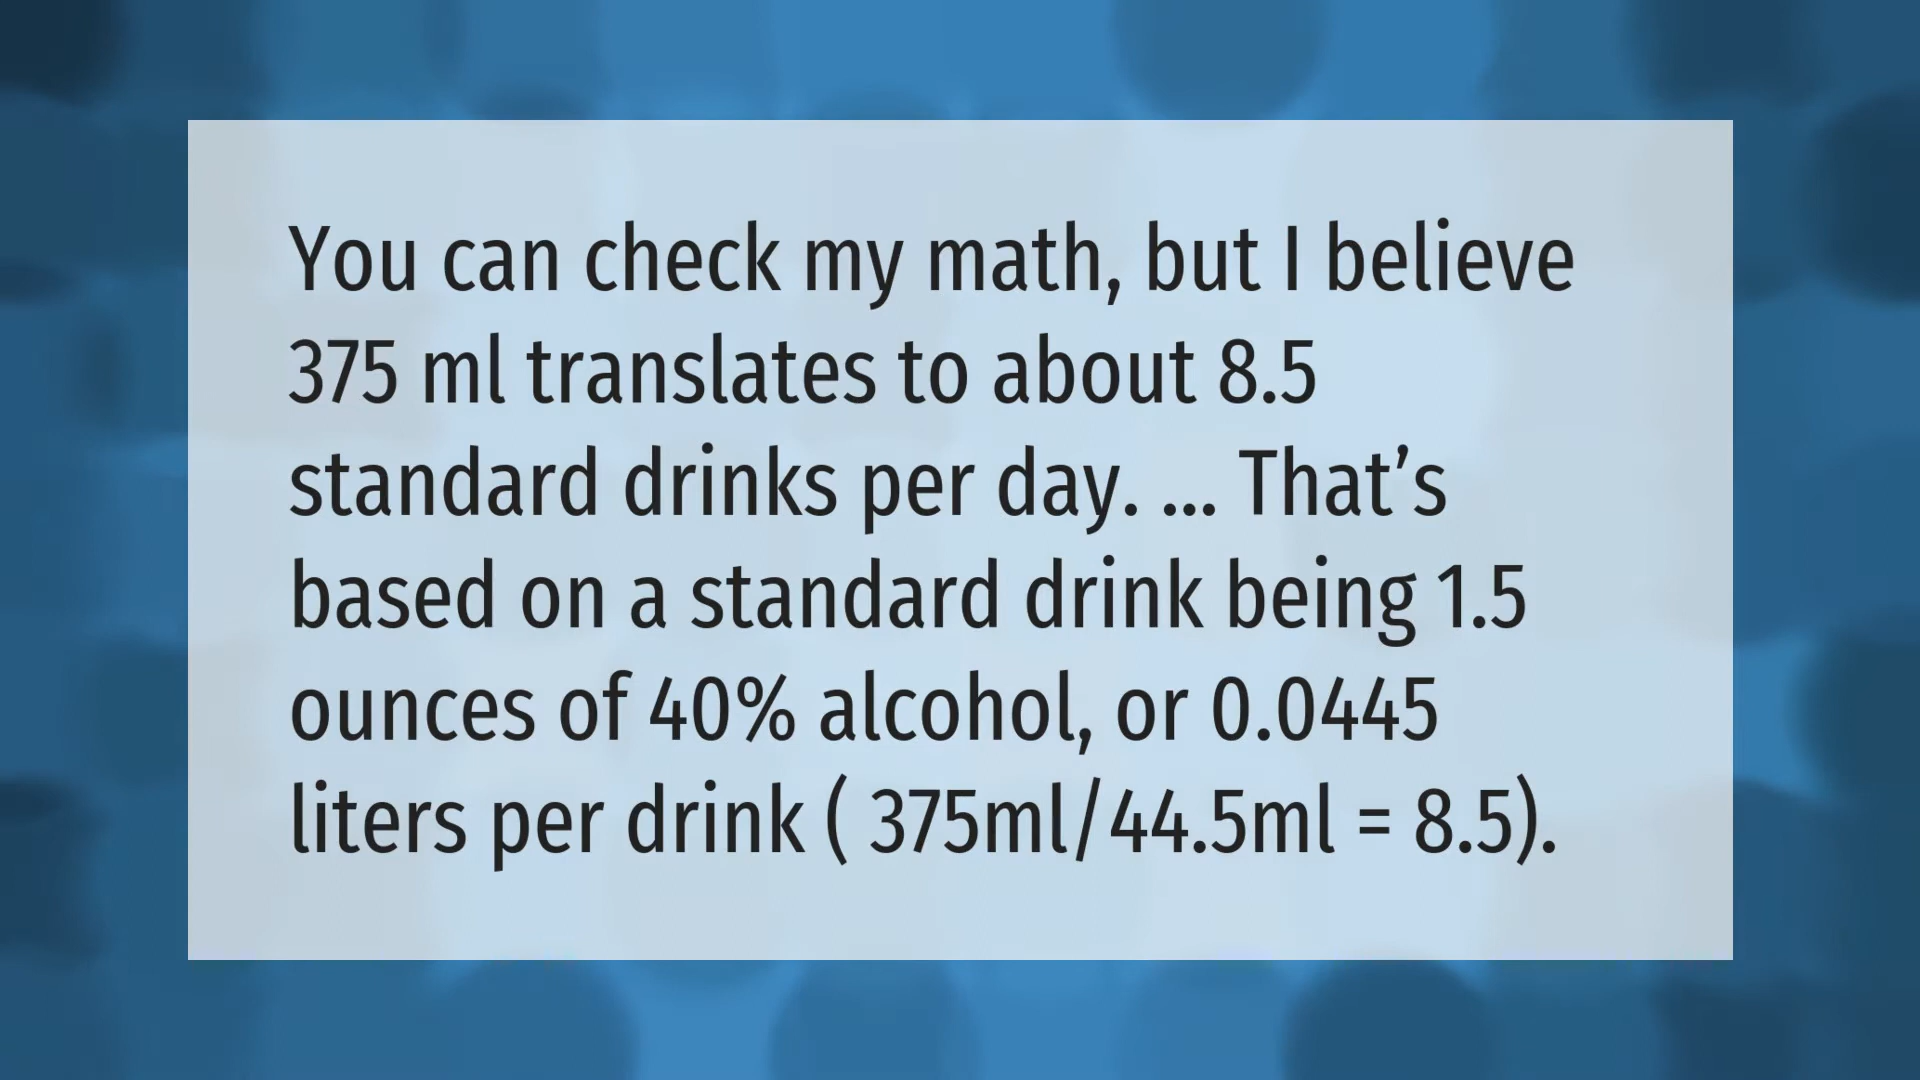 You can check my math, but I believe
375 ml translates to about 8.5
standard drinks per day. ... That’s
based on a standard drink being 1.5
ounces of 40% alcohol, or 0.0445
liters per drink ( 375ml/44.5ml = 8.5).